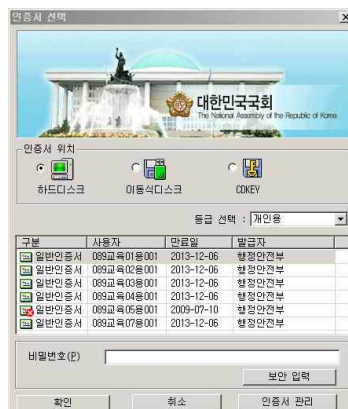 인증서 선택
대한민국국회
The National Assembly of the Republic of Korea
인증서 위치
하드디스크 이동식디스크 CDKEY
등급 선택 : 개인용
구분 사용자 만료일 발급자
일반인증서 089교육01용001 2013-12-06 행정안전부
일반인증서 089교육02용001 2013-12-06 행정안전부
일반인증서 089교육03용001 2013-12-06 행정안전부
일반인증서 089교육04용001 2013-12-06 행정안전부
일반인증서 089교육05용001 2009-07-10 행정안전부
일반인증서 089교육07용001 2013-12-06 행정안전부
비밀번호(P)
보안 입력
확인 취소 인증서 관리